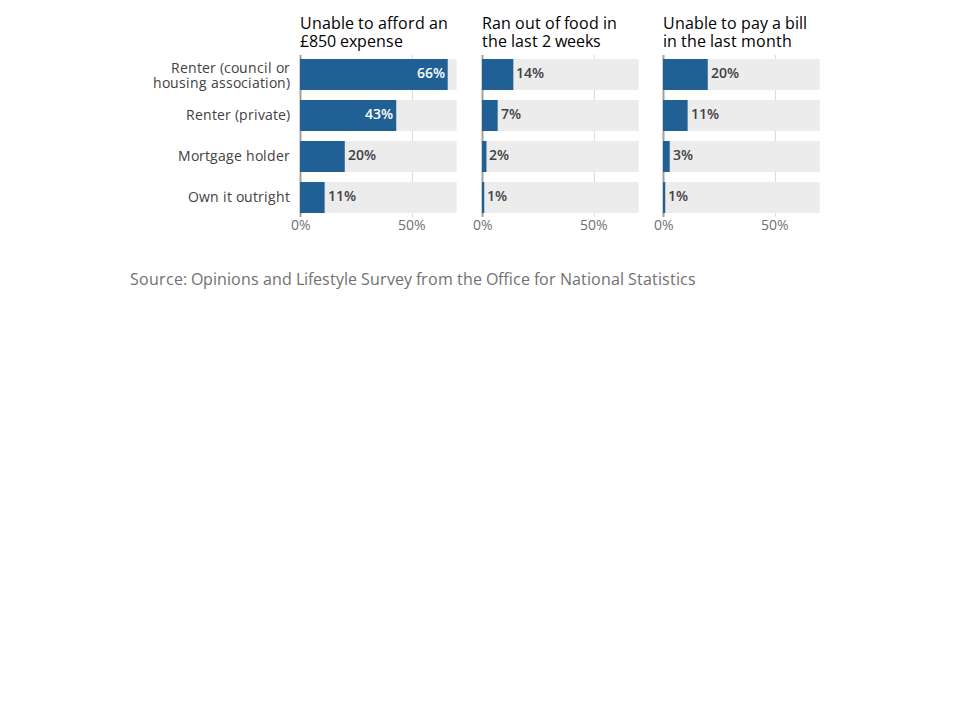 Unable to afford an
£850 expense
Ran out of food in
the last 2 weeks
Unable to pay a bill
in the last month
Renter (council or
housing association)
66%
14%
20%
Renter (private)
43%
7%
11%
Mortgage holder
20%
2%
3%
Own it outright
11%
1%
1%
0%
50%
0%
50%
0%
50%
Source: Opinions and Lifestyle Survey from the Office for National Statistics